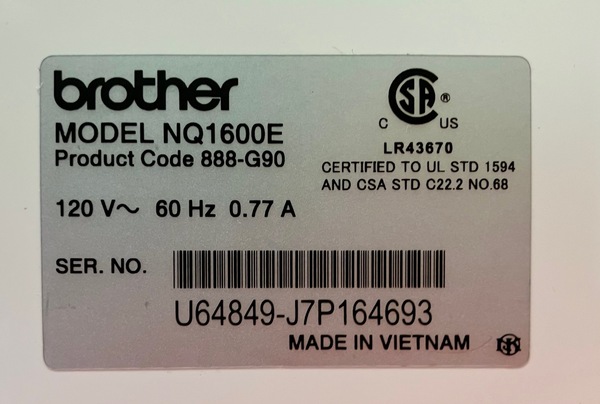 brother
MODEL NQ1600E
Product Code 888-G90
120 V~ 60 Hz 0.77 A
CSA ®
C US
LR43670
CERTIFIED TO UL STD 1594
AND CSA STD C22.2 NO.68
SER. NO.
U64849-J7P164693
MADE IN VIETNAM